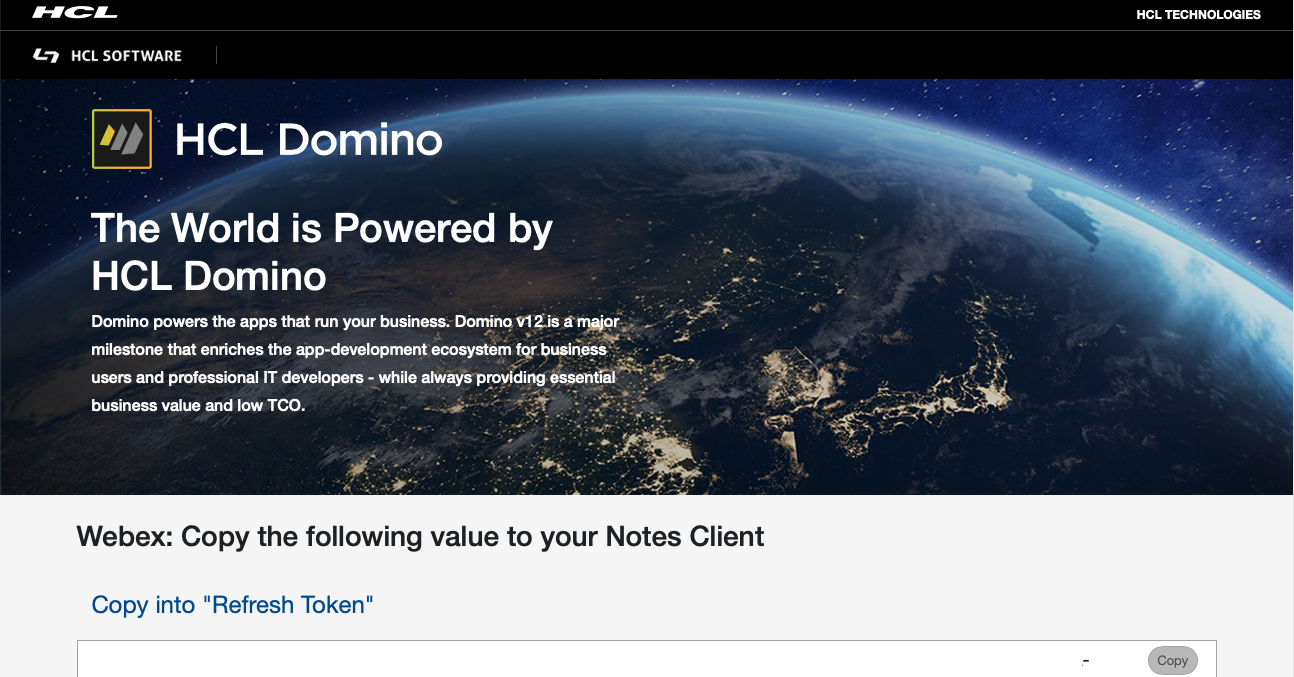 HCL
HCL TECHNOLOGIES
HCL SOFTWARE
HCL Domino
The World is Powered by
HCL Domino
Domino powers the apps that run your business. Domino v12 is a major
milestone that enriches the app-development ecosystem for business
users and professional IT developers - while always providing essential
business value and low TCO.
Webex: Copy the following value to your Notes Client
Copy into "Refresh Token"
- Copy